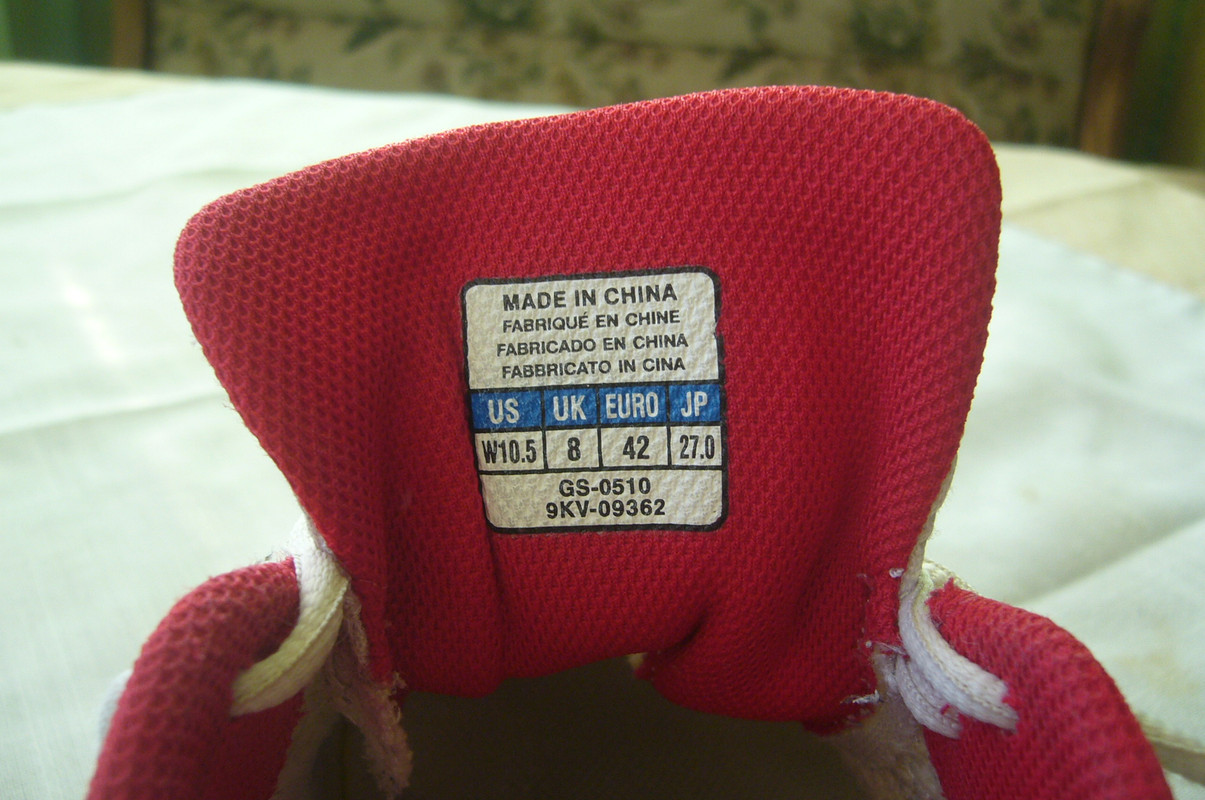 MADE IN CHINA
FABRIQUÉ EN CHINE
FABRICADO EN CHINA
FABBRICATO IN CINA
US UK EURO JP
W10.5 8 42 27.0
GS-0510
9KV-09362